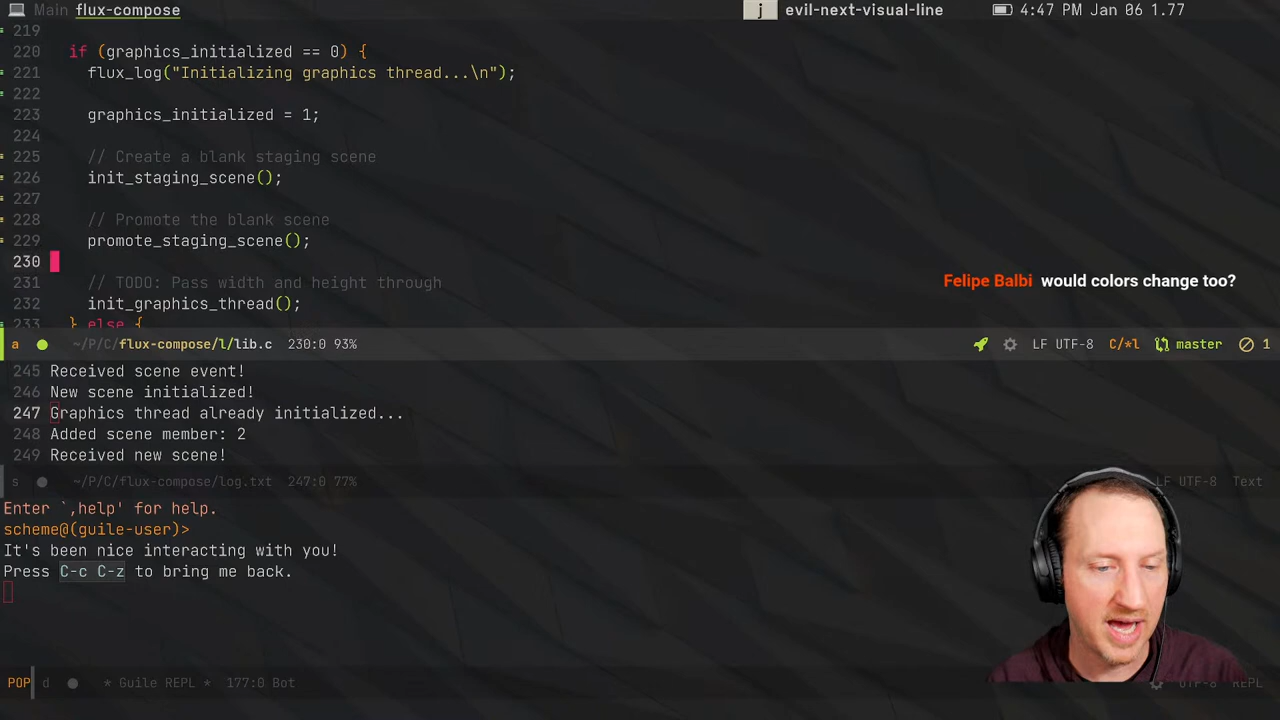 Main flux-compose
j evil-next-visual-line 4:47 PM Jan 06 1.77
219
220 if (graphics_initialized == 0) {
221 flux_log("Initializing graphics thread...\n");
222
223 graphics_initialized = 1;
224
225 // Create a blank staging scene
226 init_staging_scene();
227
228 // Promote the blank scene
229 promote_staging_scene();
230
231 // TODO: Pass width and height through
232 init_graphics_thread();
233 } else {
Felipe Balbi would colors change too?
a ~/P/C/flux-compose/l/lib.c 230:0 93% LF UTF-8 C/*l master 1
245 Received scene event!
246 New scene initialized!
247 Graphics thread already initialized...
248 Added scene member: 2
249 Received new scene!
s ~/P/C/flux-compose/log.txt 247:0 77% LF UTF-8 Text
Enter `,help' for help.
scheme@(guile-user)>
It's been nice interacting with you!
Press C-c C-z to bring me back.
POP d * Guile REPL * 177:0 Bot UTF-8 REPL